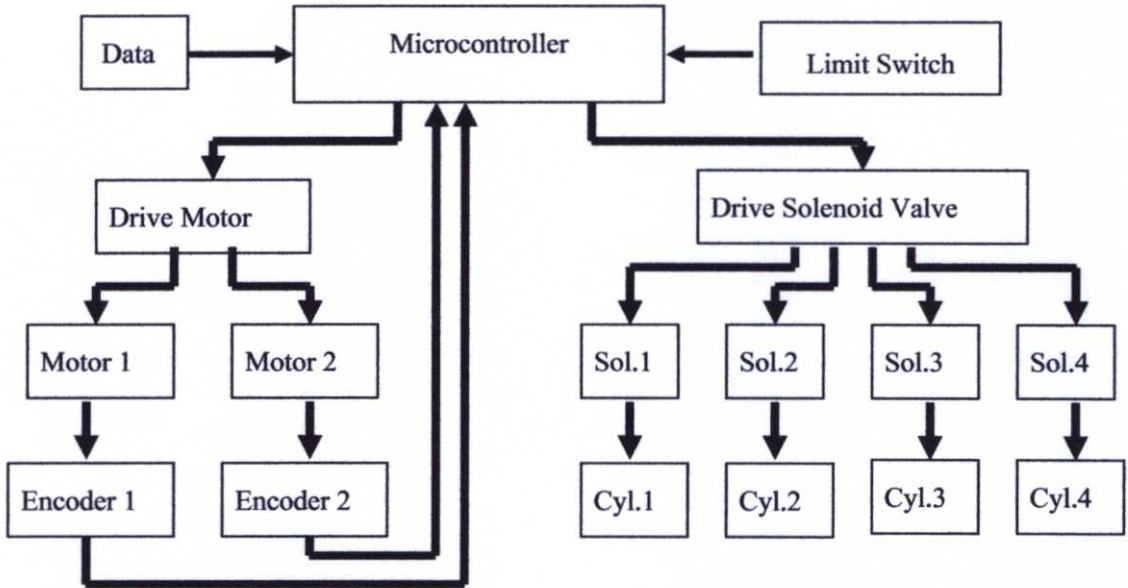 Data
Microcontroller
Limit Switch
Drive Motor
Drive Solenoid Valve
Motor 1
Motor 2
Sol.1
Sol.2
Sol.3
Sol.4
Encoder 1
Encoder 2
Cyl.1
Cyl.2
Cyl.3
Cyl.4